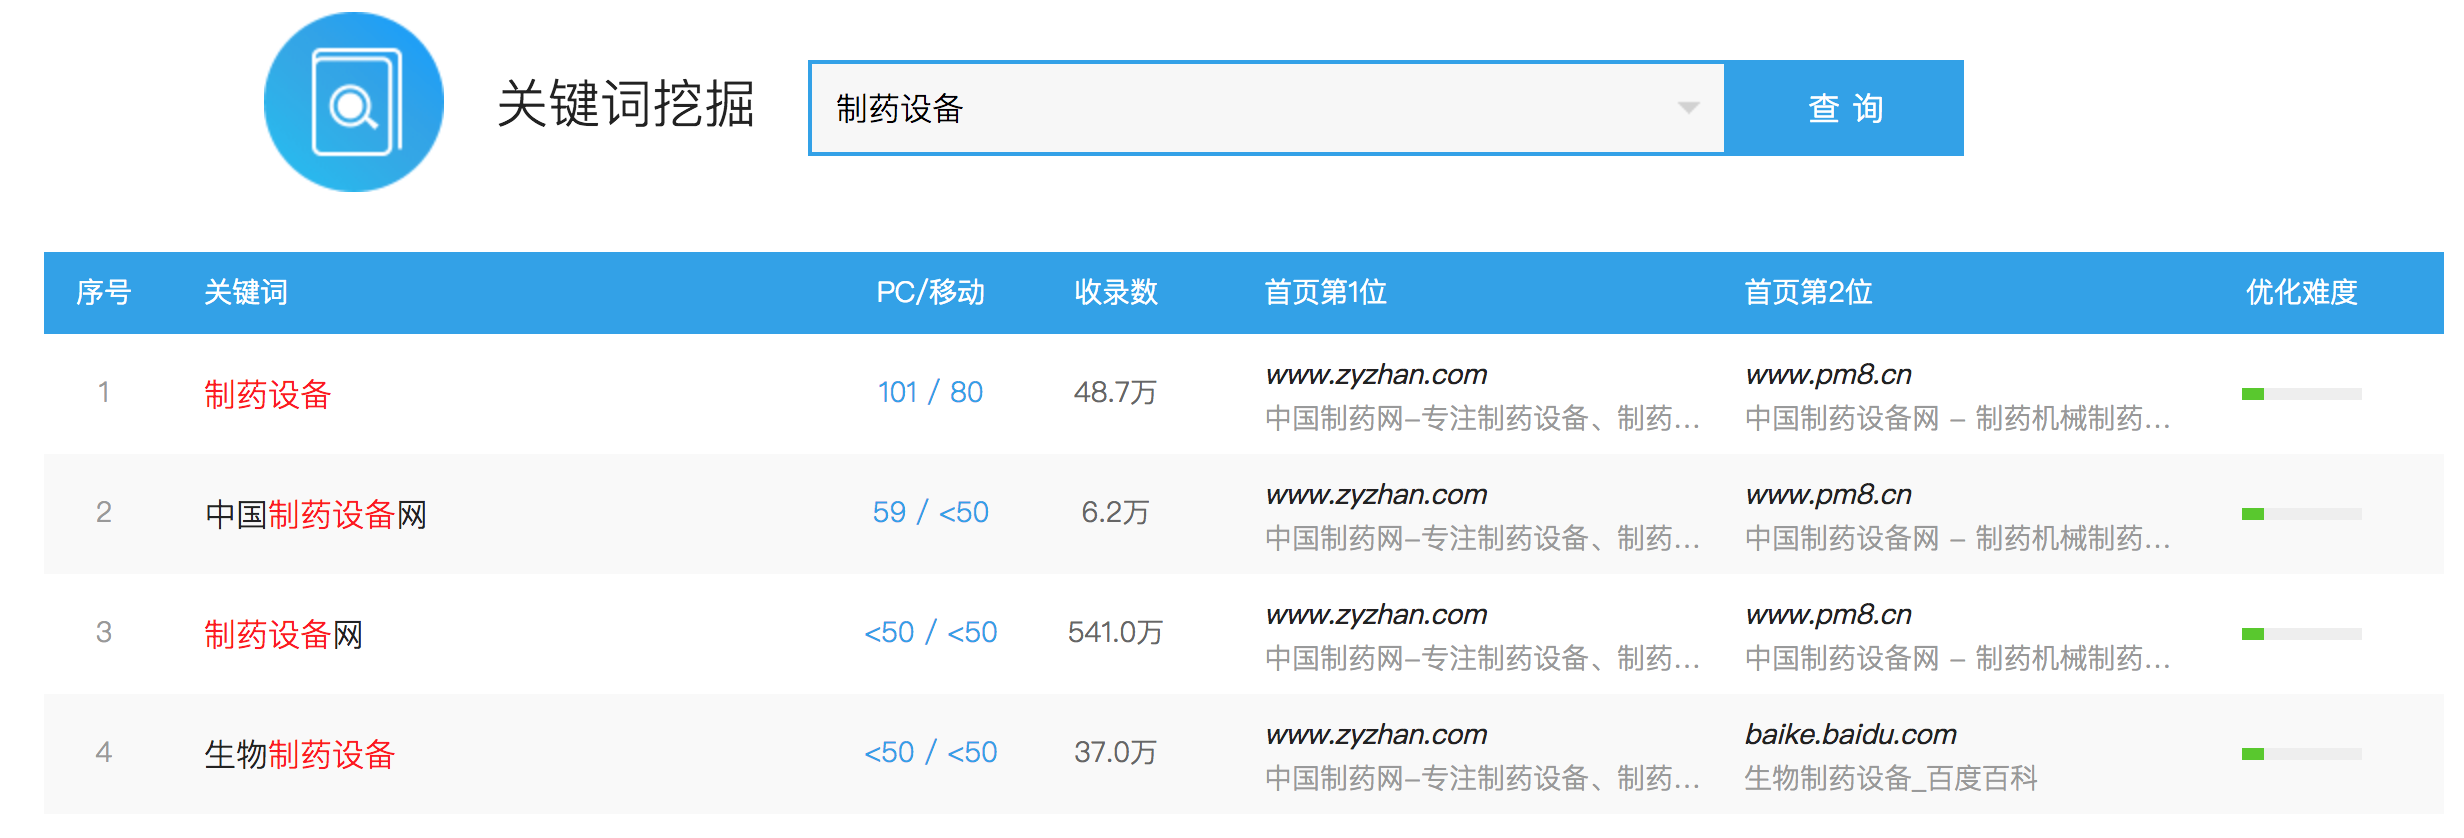 关键词挖掘
制药设备
查 询
序号 关键词 PC/移动 收录数 首页第1位 首页第2位 优化难度
1 制药设备 101 / 80 48.7万 www.zyzhan.com www.pm8.cn
中国制药网-专注制药设备、制药... 中国制药设备网 - 制药机械制药...
2 中国制药设备网 59 / <50 6.2万 www.zyzhan.com www.pm8.cn
中国制药网-专注制药设备、制药... 中国制药设备网 - 制药机械制药...
3 制药设备网 <50 / <50 541.0万 www.zyzhan.com www.pm8.cn
中国制药网-专注制药设备、制药... 中国制药设备网 - 制药机械制药...
4 生物制药设备 <50 / <50 37.0万 www.zyzhan.com baike.baidu.com
中国制药网-专注制药设备、制药... 生物制药设备_百度百科